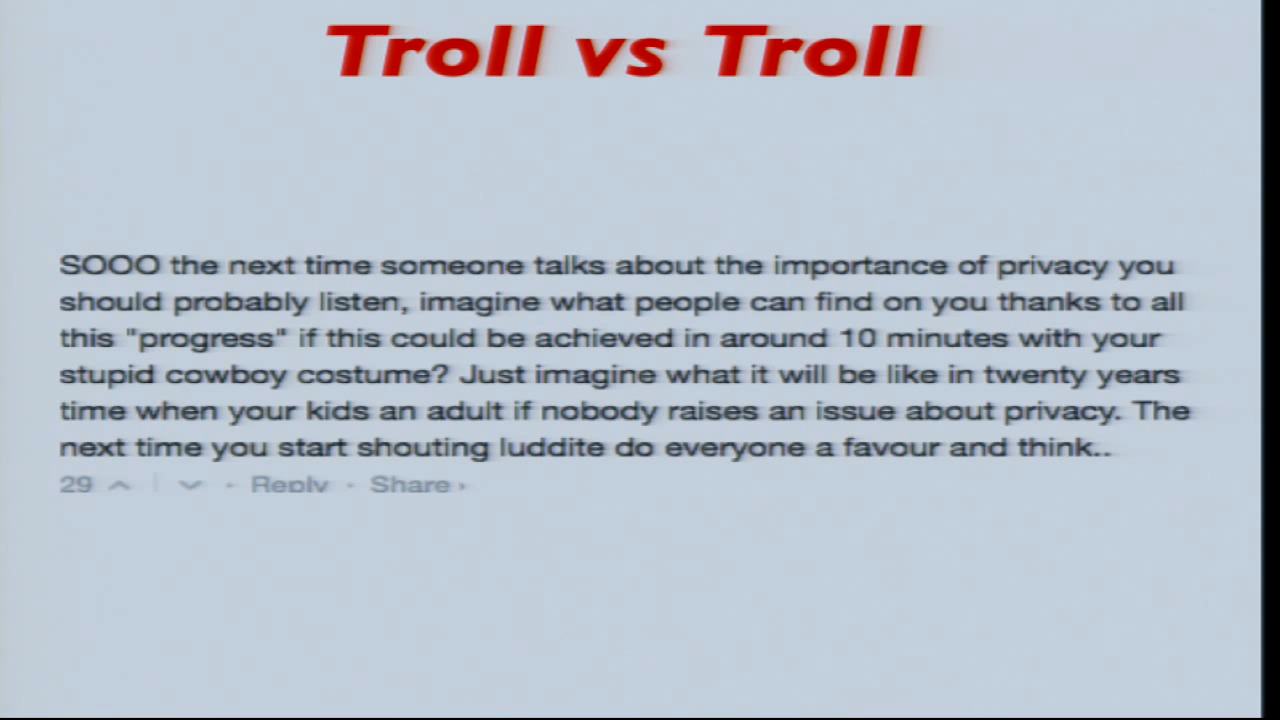 Troll vs Troll
SOOO the next time someone talks about the importance of privacy you
should probably listen, imagine what people can find on you thanks to all
this "progress" if this could be achieved in around 10 minutes with your
stupid cowboy costume? Just imagine what it will be like in twenty years
time when your kids an adult if nobody raises an issue about privacy. The
next time you start shouting luddite do everyone a favour and think..
29 Reply Share